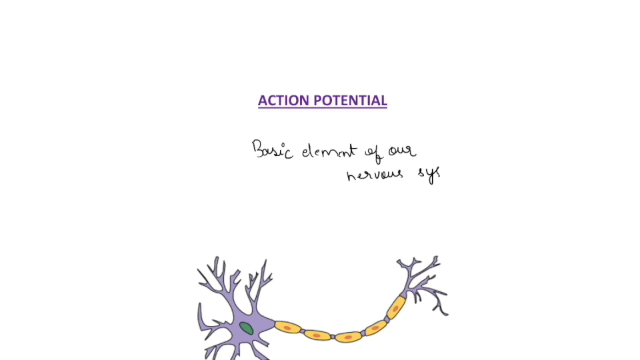 ACTION POTENTIAL
Basic element of our
nervous sys